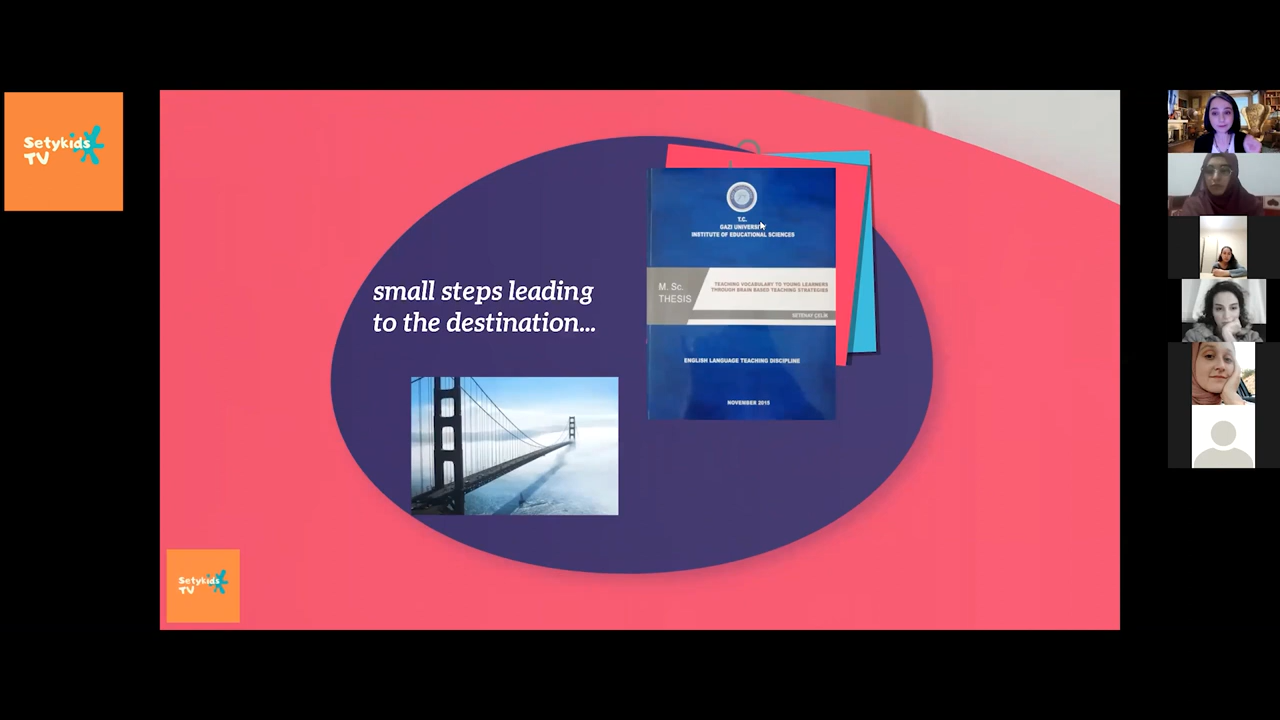 Setykids
TV
small steps leading
to the destination...
T.C.
GAZI UNIVERSITY
INSTITUTE OF EDUCATIONAL SCIENCES
M. Sc.
THESIS
TEACHING VOCABULARY TO YOUNG LEARNERS
THROUGH BRAIN BASED TEACHING STRATEGIES
SETENAY ÇELİK
ENGLISH LANGUAGE TEACHING DISCIPLINE
NOVEMBER 2015
Setykids
TV